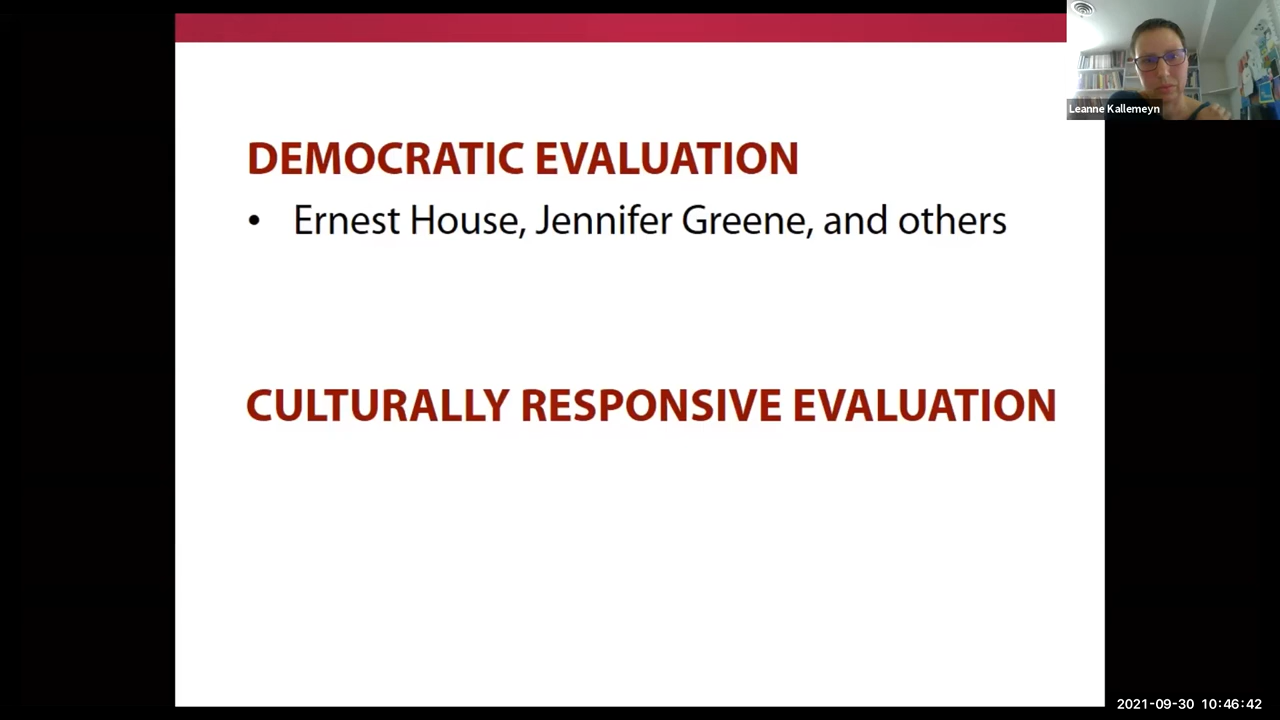 Leanne Kallemeyn
DEMOCRATIC EVALUATION
• Ernest House, Jennifer Greene, and others
CULTURALLY RESPONSIVE EVALUATION
2021-09-30 10:46:42